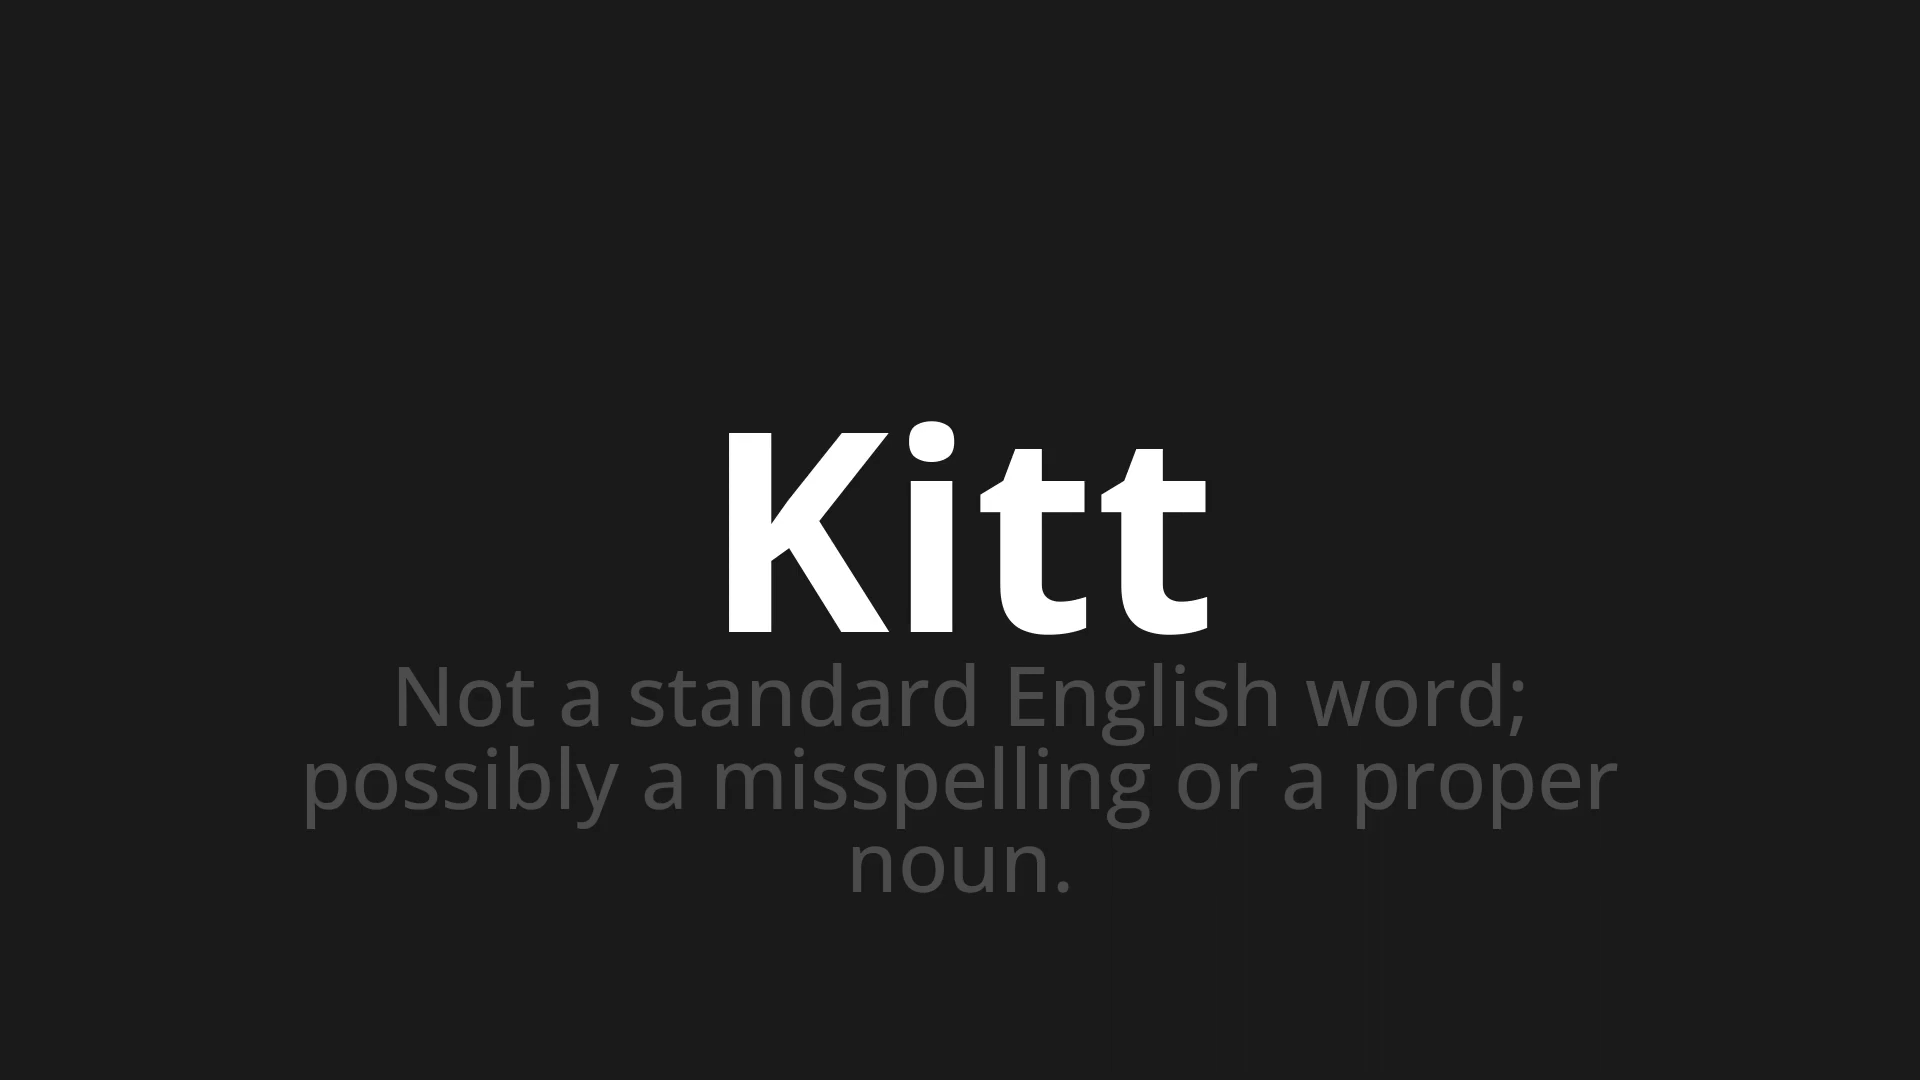 Kitt
Not a standard English word;
possibly a misspelling or a proper
noun.